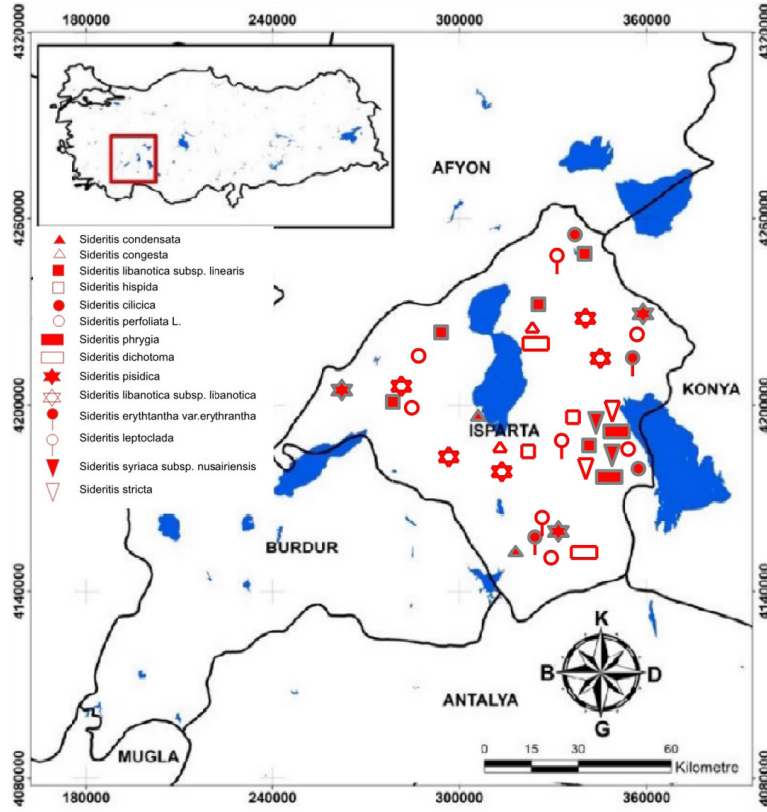 180000 240000 300000 360000
4320000 4320000
AFYON
4260000 4260000
Sideritis condensata
Sideritis congesta
Sideritis libanotica subsp. linearis
Sideritis hispida
Sideritis cilicica
Sideritis perfoliata L.
Sideritis phrygia
Sideritis dichotoma
Sideritis pisidica
Sideritis libanotica subsp. libanotica
Sideritis erythtantha var.erythrantha
Sideritis leptoclada
Sideritis syriaca subsp. nusairiensis
Sideritis stricta
KONYA
4200000 4200000
ISPARTA
BURDUR
4140000 4140000
K
B D
G
ANTALYA
MUGLA
0 15 30 60
Kilometre
4080000 4080000
180000 240000 300000 360000